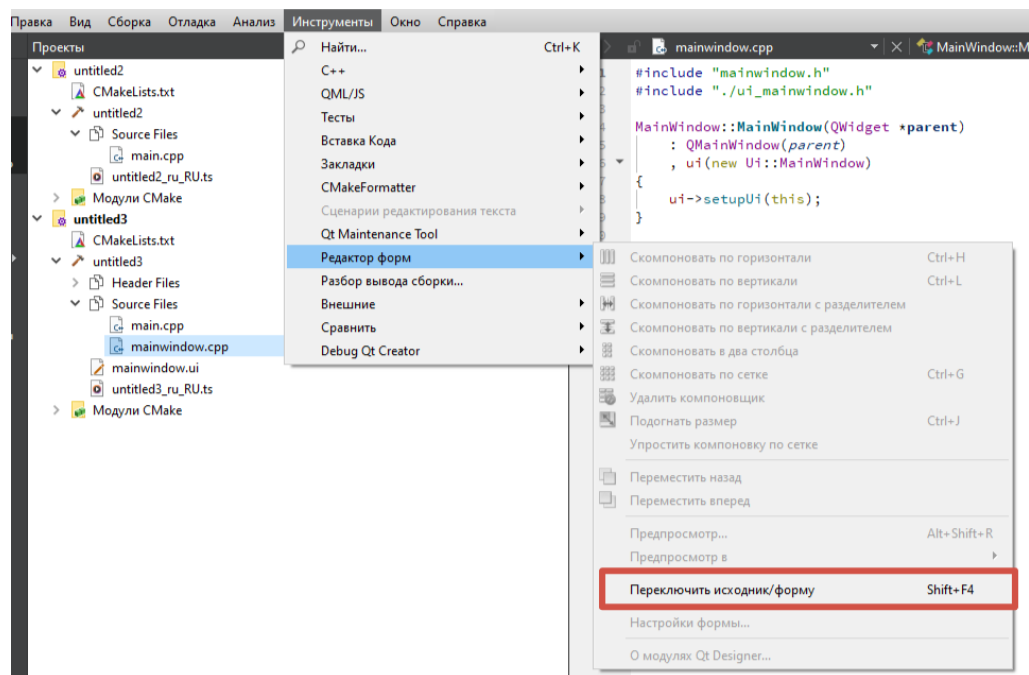 Правка Вид Сборка Отладка Анализ Инструменты Окно Справка
Проекты
untitled2
CMakeLists.txt
untitled2
Source Files
main.cpp
untitled2_ru_RU.ts
Модули CMake
untitled3
CMakeLists.txt
untitled3
Header Files
Source Files
main.cpp
mainwindow.cpp
mainwindow.ui
untitled3_ru_RU.ts
Модули CMake
Найти... Ctrl+K
C++
QML/JS
Тесты
Вставка Кода
Закладки
CMakeFormatter
Сценарии редактирования текста
Qt Maintenance Tool
Редактор форм
Разбор вывода сборки...
Внешние
Сравнить
Debug Qt Creator
mainwindow.cpp MainWindow::M
#include "mainwindow.h"
#include "./ui_mainwindow.h"
MainWindow::MainWindow(QWidget *parent)
: QMainWindow(parent)
, ui(new Ui::MainWindow)
{
ui->setupUi(this);
}
Скомпоновать по горизонтали Ctrl+H
Скомпоновать по вертикали Ctrl+L
Скомпоновать по горизонтали с разделителем
Скомпоновать по вертикали с разделителем
Скомпоновать в два столбца
Скомпоновать по сетке Ctrl+G
Удалить компоновщик
Подогнать размер Ctrl+J
Упростить компоновку по сетке
Переместить назад
Переместить вперед
Предпросмотр... Alt+Shift+R
Предпросмотр в
Переключить исходник/форму Shift+F4
Настройки формы...
О модулях Qt Designer...